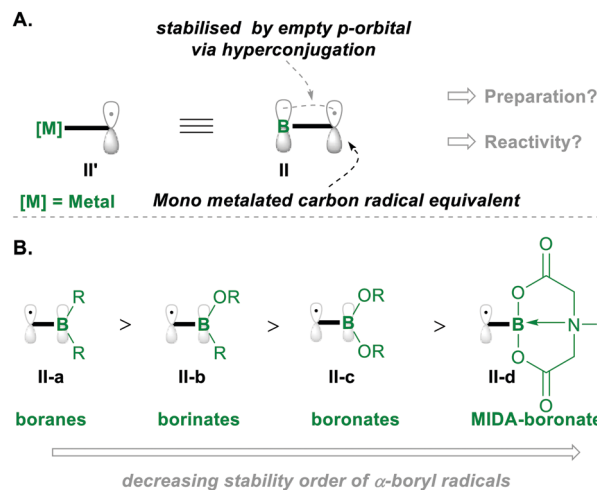 A.
stabilised by empty p-orbital
via hyperconjugation
[M]
B
Preparation?
Reactivity?
II'
II
[M] = Metal
Mono metalated carbon radical equivalent
B.
R
OR
OR
O
O
B
>
B
>
B
>
B
N
R
R
OR
O
O
II-a
II-b
II-c
II-d
boranes
borinates
boronates
MIDA-boronate
decreasing stability order of α-boryl radicals